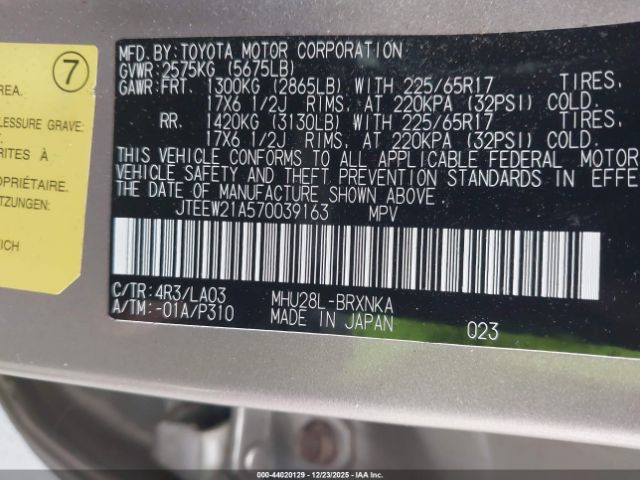 7
REA.
LESSURE GRAVE:
RITES À
OPRIÉTAIRE.
NICH
MFD. BY: TOYOTA MOTOR CORPORATION
GVWR: 2575KG (5675LB)
GAWR: FRT. 1300KG (2865LB) WITH 225/65R17 TIRES,
17X6 1/2J RIMS, AT 220KPA (32PSI) COLD.
RR. 1420KG (3130LB) WITH 225/65R17 TIRES,
17X6 1/2J RIMS, AT 220KPA (32PSI) COLD.
THIS VEHICLE CONFORMS TO ALL APPLICABLE FEDERAL MOTOR
VEHICLE SAFETY AND THEFT PREVENTION STANDARDS IN EFFE
THE DATE OF MANUFACTURE SHOWN ABOVE.
JTEEW21A570039163 MPV
C/TR: 4R3/LA03 MHU28L-BRXNKA
A/TM: -01A/P310 MADE IN JAPAN 023
000-44020129 - 12/23/2025 - IAAI.CA